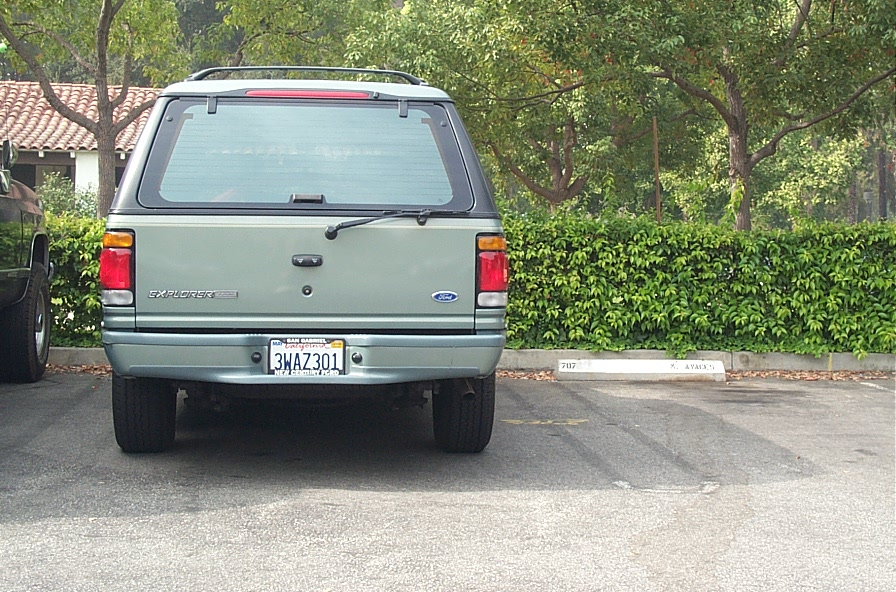 EXPLORER
Ford
SAN GABRIEL
California
3WAZ301
NEW CENTURY FORD
707